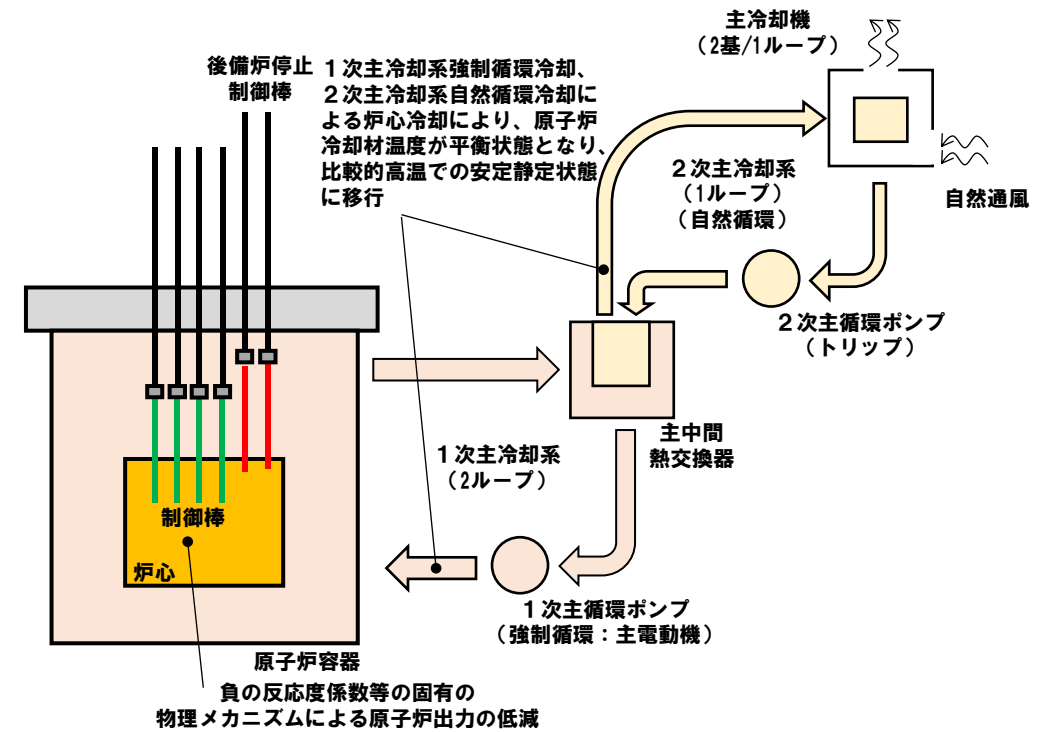 主冷却機
（2基/1ループ）
後備炉停止
制御棒
１次主冷却系強制循環冷却、
２次主冷却系自然循環冷却に
よる炉心冷却により、原子炉
冷却材温度が平衡状態となり、
比較的高温での安定静定状態
に移行
２次主冷却系
（1ループ）
（自然循環）
自然通風
２次主循環ポンプ
（トリップ）
主中間
熱交換器
１次主冷却系
（2ループ）
制御棒
炉心
１次主循環ポンプ
（強制循環：主電動機）
原子炉容器
負の反応度係数等の固有の
物理メカニズムによる原子炉出力の低減